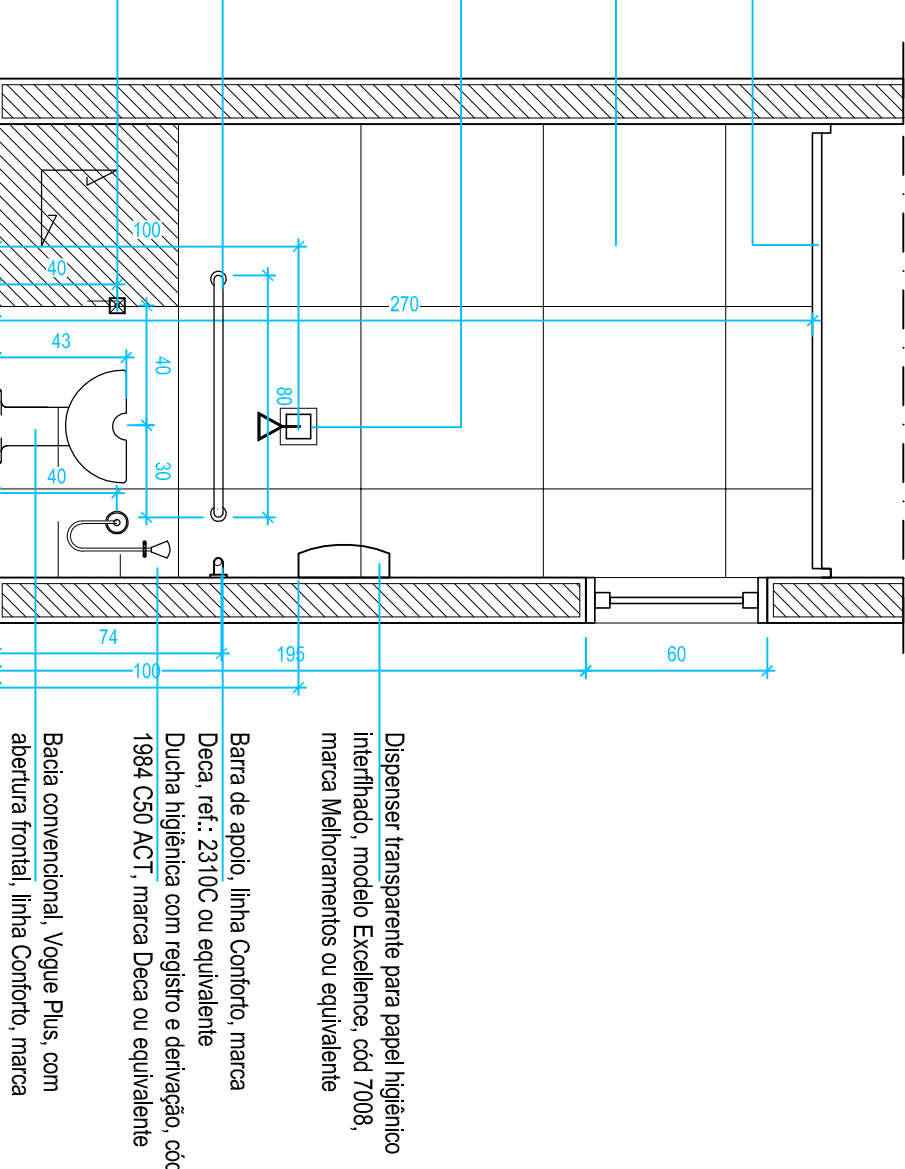 100
40
270
43
40
80
30
40
74
195
100
60
Dispenser transparente para papel higiênico
interflhado, modelo Excellence, cód 7008,
marca Melhoramentos ou equivalente
Barra de apoio, linha Conforto, marca
Deca, ref.: 2310C ou equivalente
Ducha higiênica com registro e derivação, cód
1984 C50 ACT, marca Deca ou equivalente
Bacia convencional, Vogue Plus, com
abertura frontal, linha Conforto, marca